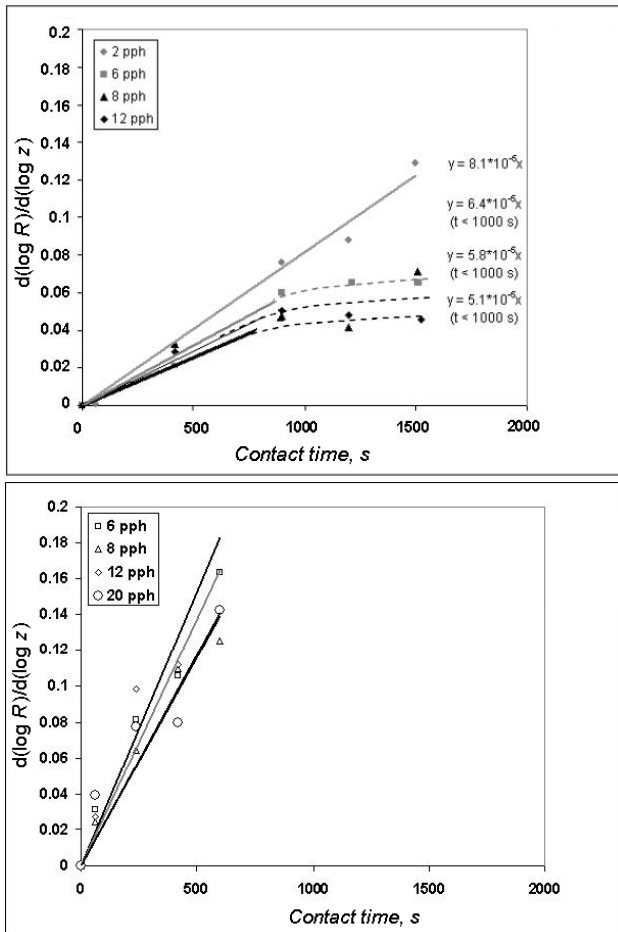 0.2
0.18
0.16
0.14
0.12
0.1
0.08
0.06
0.04
0.02
0
d(log R)/d(log z)
2 pph
6 pph
8 pph
12 pph
y = 8.1*10⁻⁵x
y = 6.4*10⁻⁵x
(t < 1000 s)
y = 5.8*10⁻⁵x
(t < 1000 s)
y = 5.1*10⁻⁵x
(t < 1000 s)
0 500 1000 1500 2000
Contact time, s
0.2
0.18
0.16
0.14
0.12
0.1
0.08
0.06
0.04
0.02
0
d(log R)/d(log z)
6 pph
8 pph
12 pph
20 pph
0 500 1000 1500 2000
Contact time, s